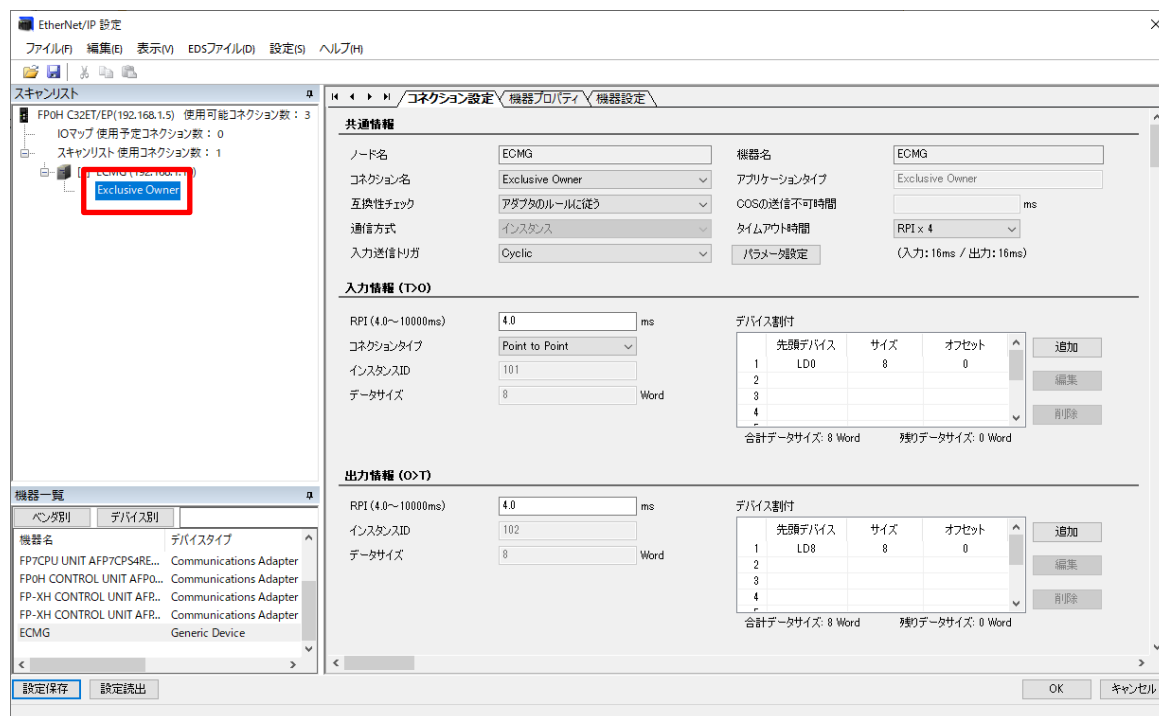 EtherNet/IP 設定
ファイル(F) 編集(E) 表示(V) EDSファイル(D) 設定(S) ヘルプ(H)
スキャンリスト
FP0H C32ET/EP(192.168.1.5) 使用可能コネクション数： 3
IOマップ 使用予定コネクション数： 0
スキャンリスト 使用コネクション数： 1
Exclusive Owner
コネクション設定 機器プロパティ 機器設定
共通情報
ノード名 ECMG 機器名 ECMG
コネクション名 Exclusive Owner アプリケーションタイプ Exclusive Owner
互換性チェック アダプタのルールに従う COSの送信不可時間 ms
通信方式 インスタンス タイムアウト時間 RPI x 4
入力送信トリガ Cyclic パラメータ設定 (入力: 16ms / 出力: 16ms)
入力情報 (T>O)
RPI (4.0～10000ms) 4.0 ms デバイス割付
コネクションタイプ Point to Point 先頭デバイス サイズ オフセット 追加
1 LD0 8 0
インスタンスID 101
2 編集
データサイズ 8 Word 3
4 削除
合計データサイズ: 8 Word 残りデータサイズ: 0 Word
出力情報 (O>T)
RPI (4.0～10000ms) 4.0 ms デバイス割付
インスタンスID 102 先頭デバイス サイズ オフセット 追加
データサイズ 8 Word 1 LD8 8 0
2 編集
3
4 削除
合計データサイズ: 8 Word 残りデータサイズ: 0 Word
機器一覧
ベンダ別 デバイス別
機器名 デバイスタイプ
FP7CPU UNIT AFP7CPS4RE... Communications Adapter
FP0H CONTROL UNIT AFP0... Communications Adapter
FP-XH CONTROL UNIT AFP... Communications Adapter
FP-XH CONTROL UNIT AFP... Communications Adapter
ECMG Generic Device
設定保存 設定読出 OK キャンセル